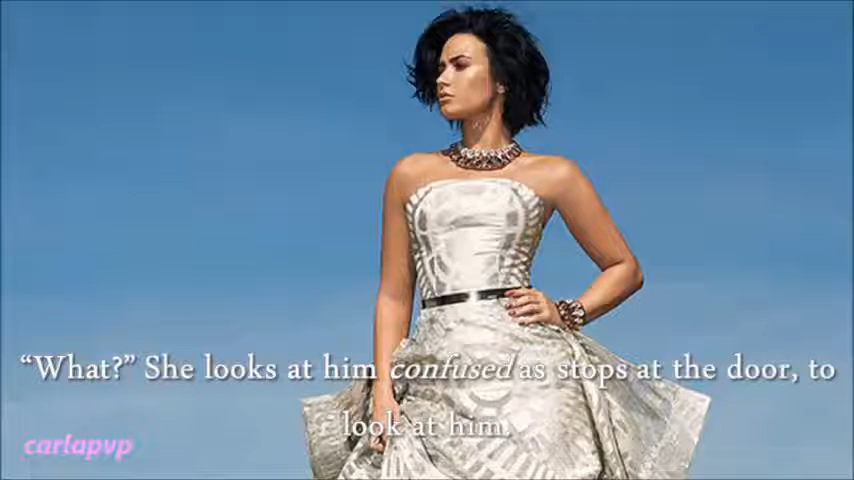 “What?” She looks at him confused as stops at the door, to
look at him.
carlapvp